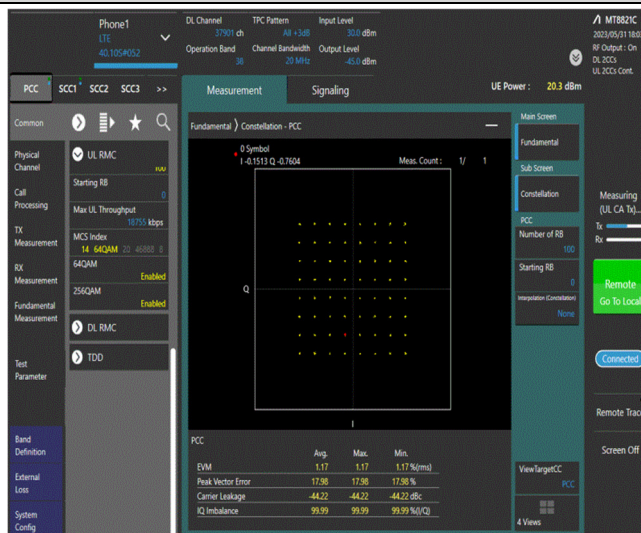 Phone1
LTE
40.105#052
DL Channel
37901 ch
TPC Pattern
All +3dB
Input Level
30.0 dBm
Operation Band
38
Channel Bandwidth
20 MHz
Output Level
-45.0 dBm
MT8821C
2023/05/31 18:03
RF Output : On
DL 2CCs
UL 2CCs Cont.
PCC
SCC1
SCC2
SCC3
>>
Measurement
Signaling
UE Power : 20.3 dBm
Common
Physical Channel
Call Processing
TX Measurement
RX Measurement
Fundamental Measurement
Test Parameter
Band Definition
External Loss
System Config
UL RMC
100
Starting RB
0
Max UL Throughput
18755 kbps
MCS Index
14 64QAM 20 46888 8
64QAM
Enabled
256QAM
Enabled
DL RMC
TDD
Fundamental Constellation - PCC
0 Symbol
I -0.1513 Q -0.7604
Meas. Count : 1/ 1
Q
I
PCC
Avg. Max. Min.
EVM 1.17 1.17 1.17 %(rms)
Peak Vector Error 17.98 17.98 17.98 %
Carrier Leakage -44.22 -44.22 -44.22 dBc
IQ Imbalance 99.99 99.99 99.99 %(I/Q)
Main Screen
Fundamental
Sub Screen
Constellation
PCC
Number of RB
100
Starting RB
0
Interpolation (Constellation)
None
ViewTargetCC
PCC
4 Views
Measuring
(UL CA Tx)...
Tx
Rx
Remote
Go To Local
Connected
Remote Trac
Screen Off